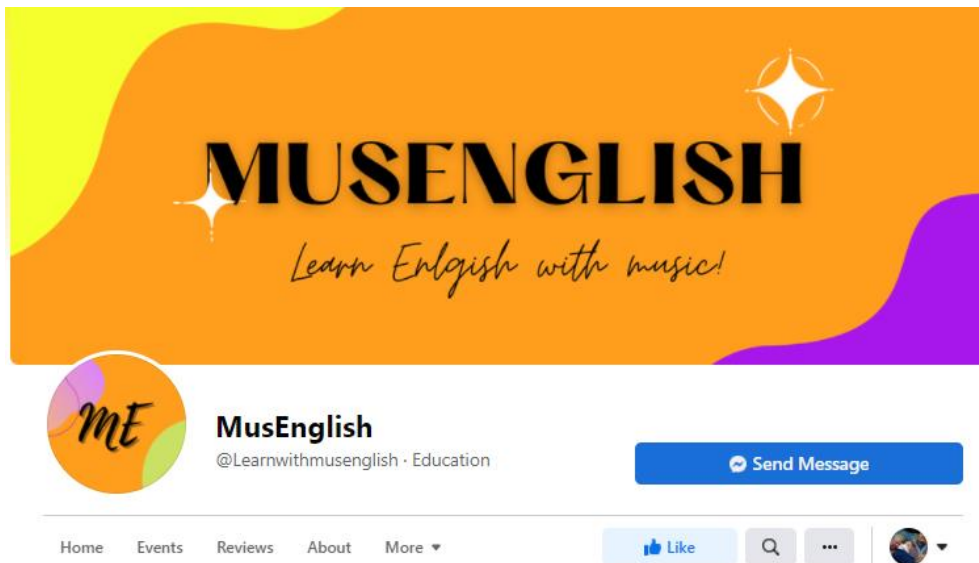 MUSENGLISH
Learn Enlgish with music!
ME
MusEnglish
@Learnwithmusenglish · Education
Send Message
Home Events Reviews About More
Like